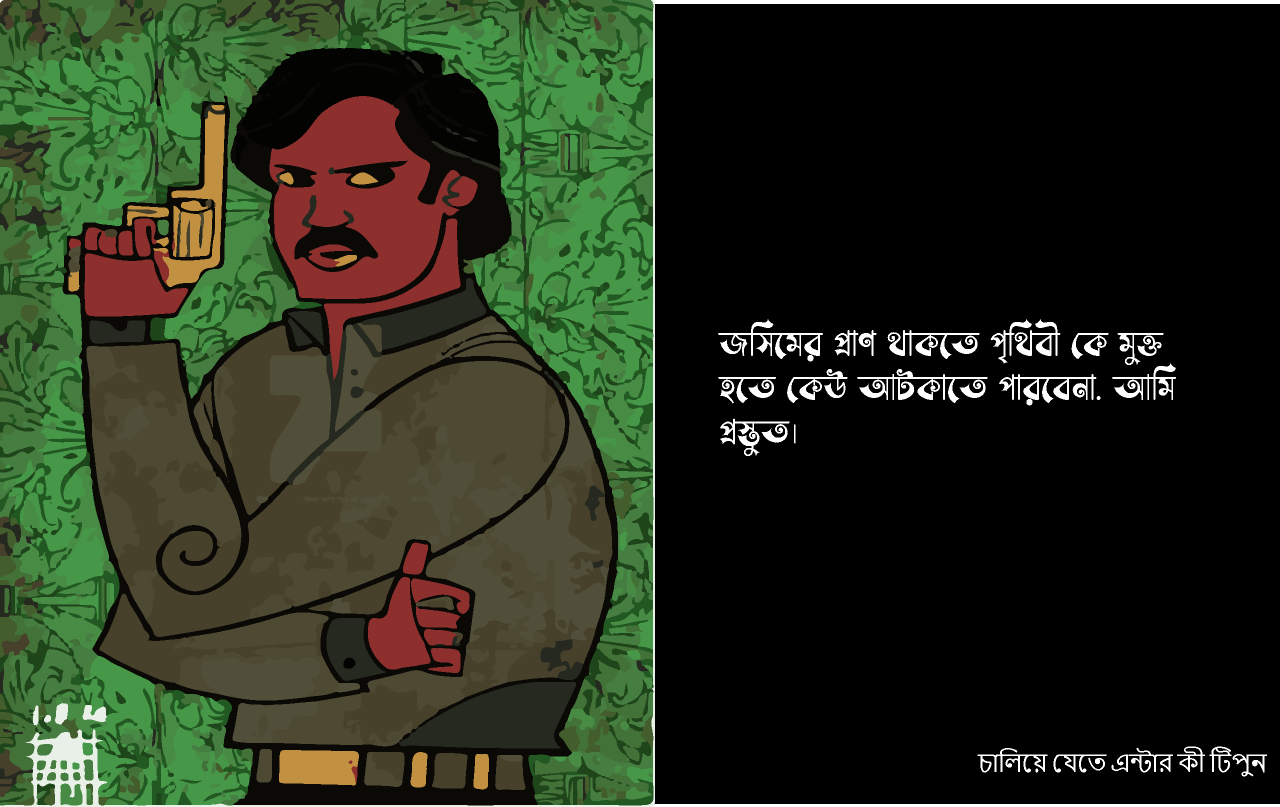 জসিমের প্রাণ থাকতে পৃথিবী কে মুক্ত
হতে কেউ আটকাতে পারবেনা. আমি
প্রস্তুত।
চালিয়ে যেতে এন্টার কী টিপুন